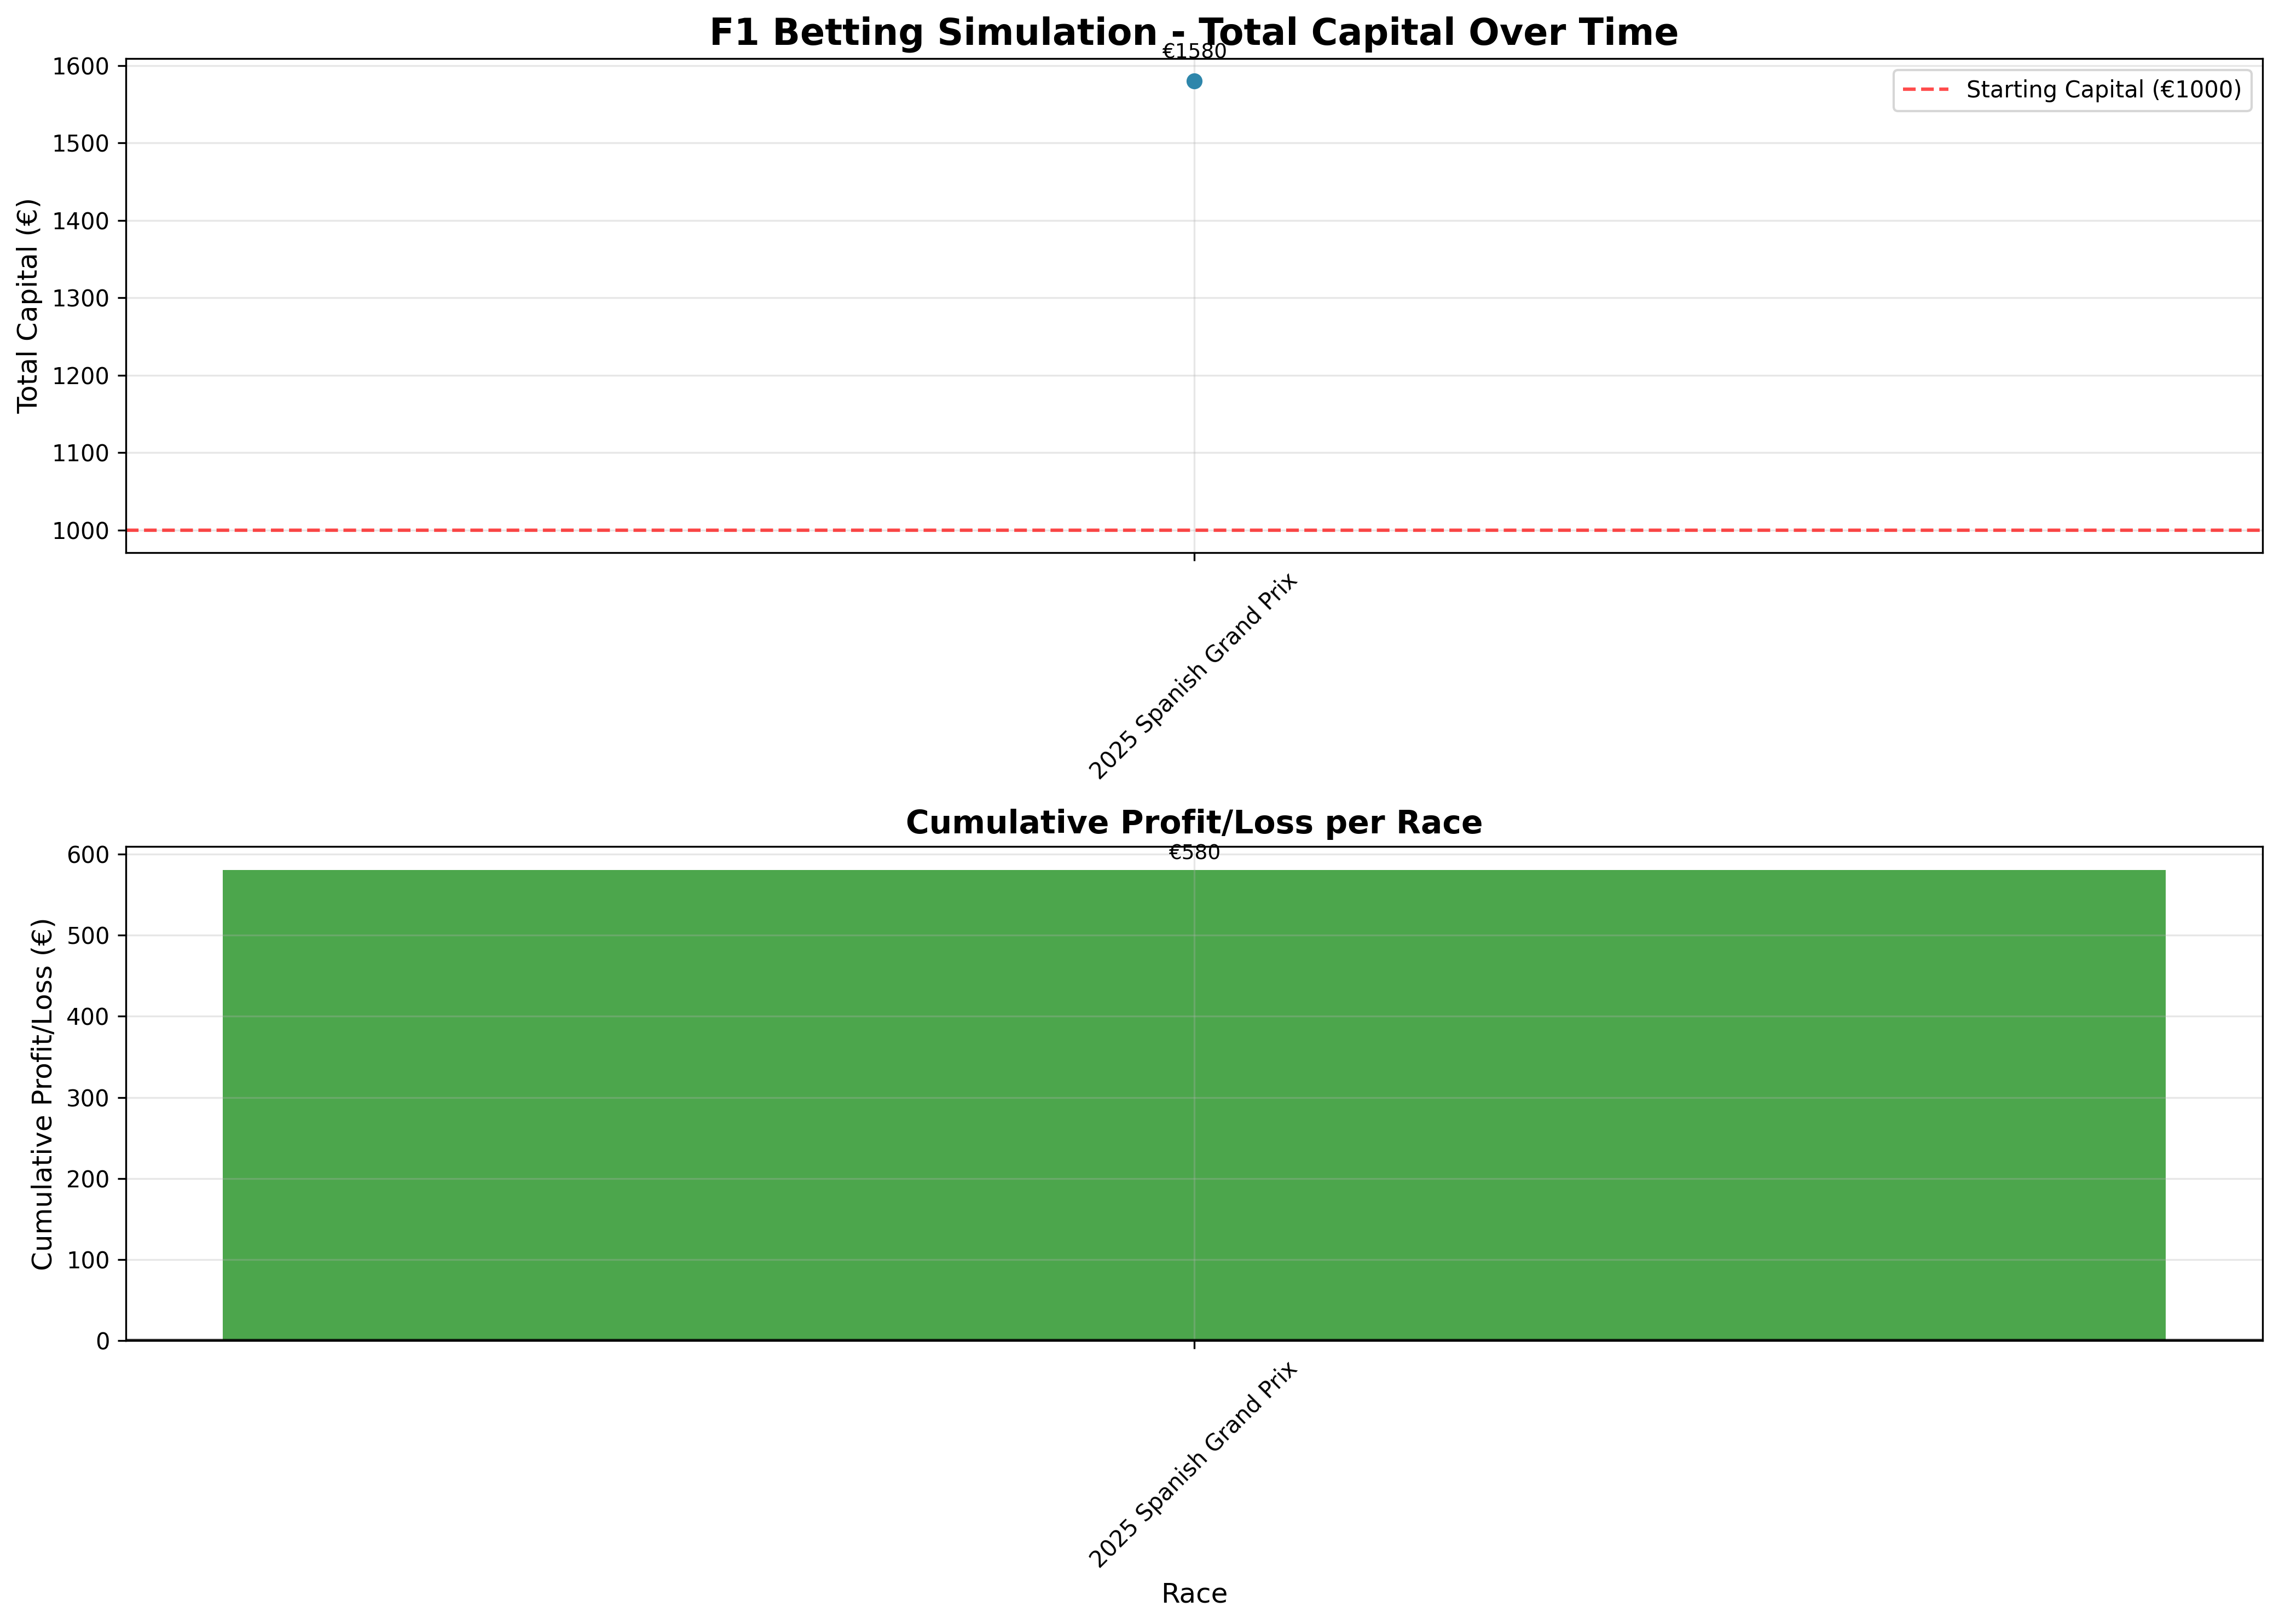 F1 Betting Simulation - Total Capital Over Time
€1580
1600
1500
1400
1300
1200
1100
1000
Total Capital (€)
Starting Capital (€1000)
2025 Spanish Grand Prix
Cumulative Profit/Loss per Race
€580
600
500
400
300
200
100
0
Cumulative Profit/Loss (€)
2025 Spanish Grand Prix
Race